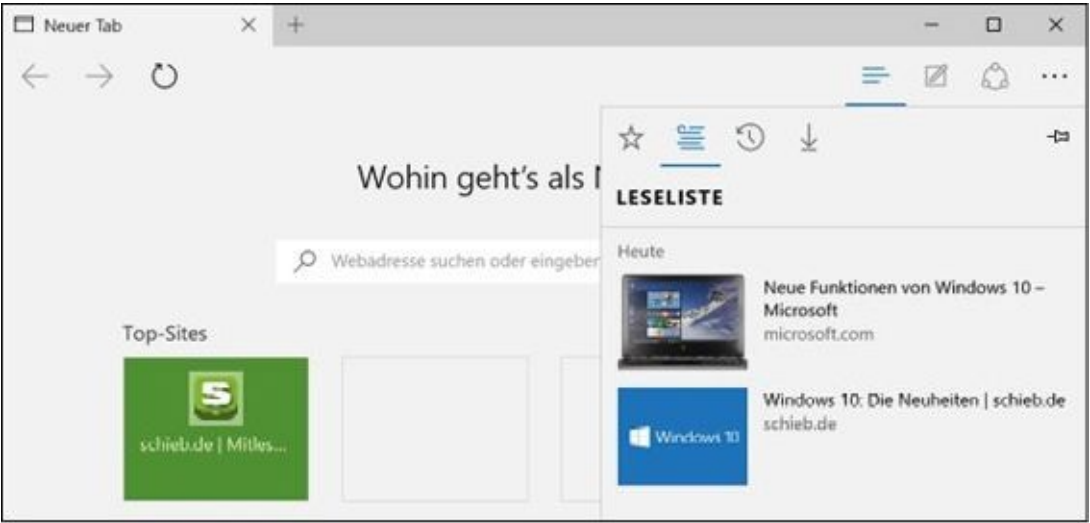 Neuer Tab
Wohin geht's als
LESELISTE
Webadresse suchen oder eingeben
Heute
Neue Funktionen von Windows 10 –
Microsoft
microsoft.com
Top-Sites
S
schieb.de | Mitles...
Windows 10
Windows 10: Die Neuheiten | schieb.de
schieb.de